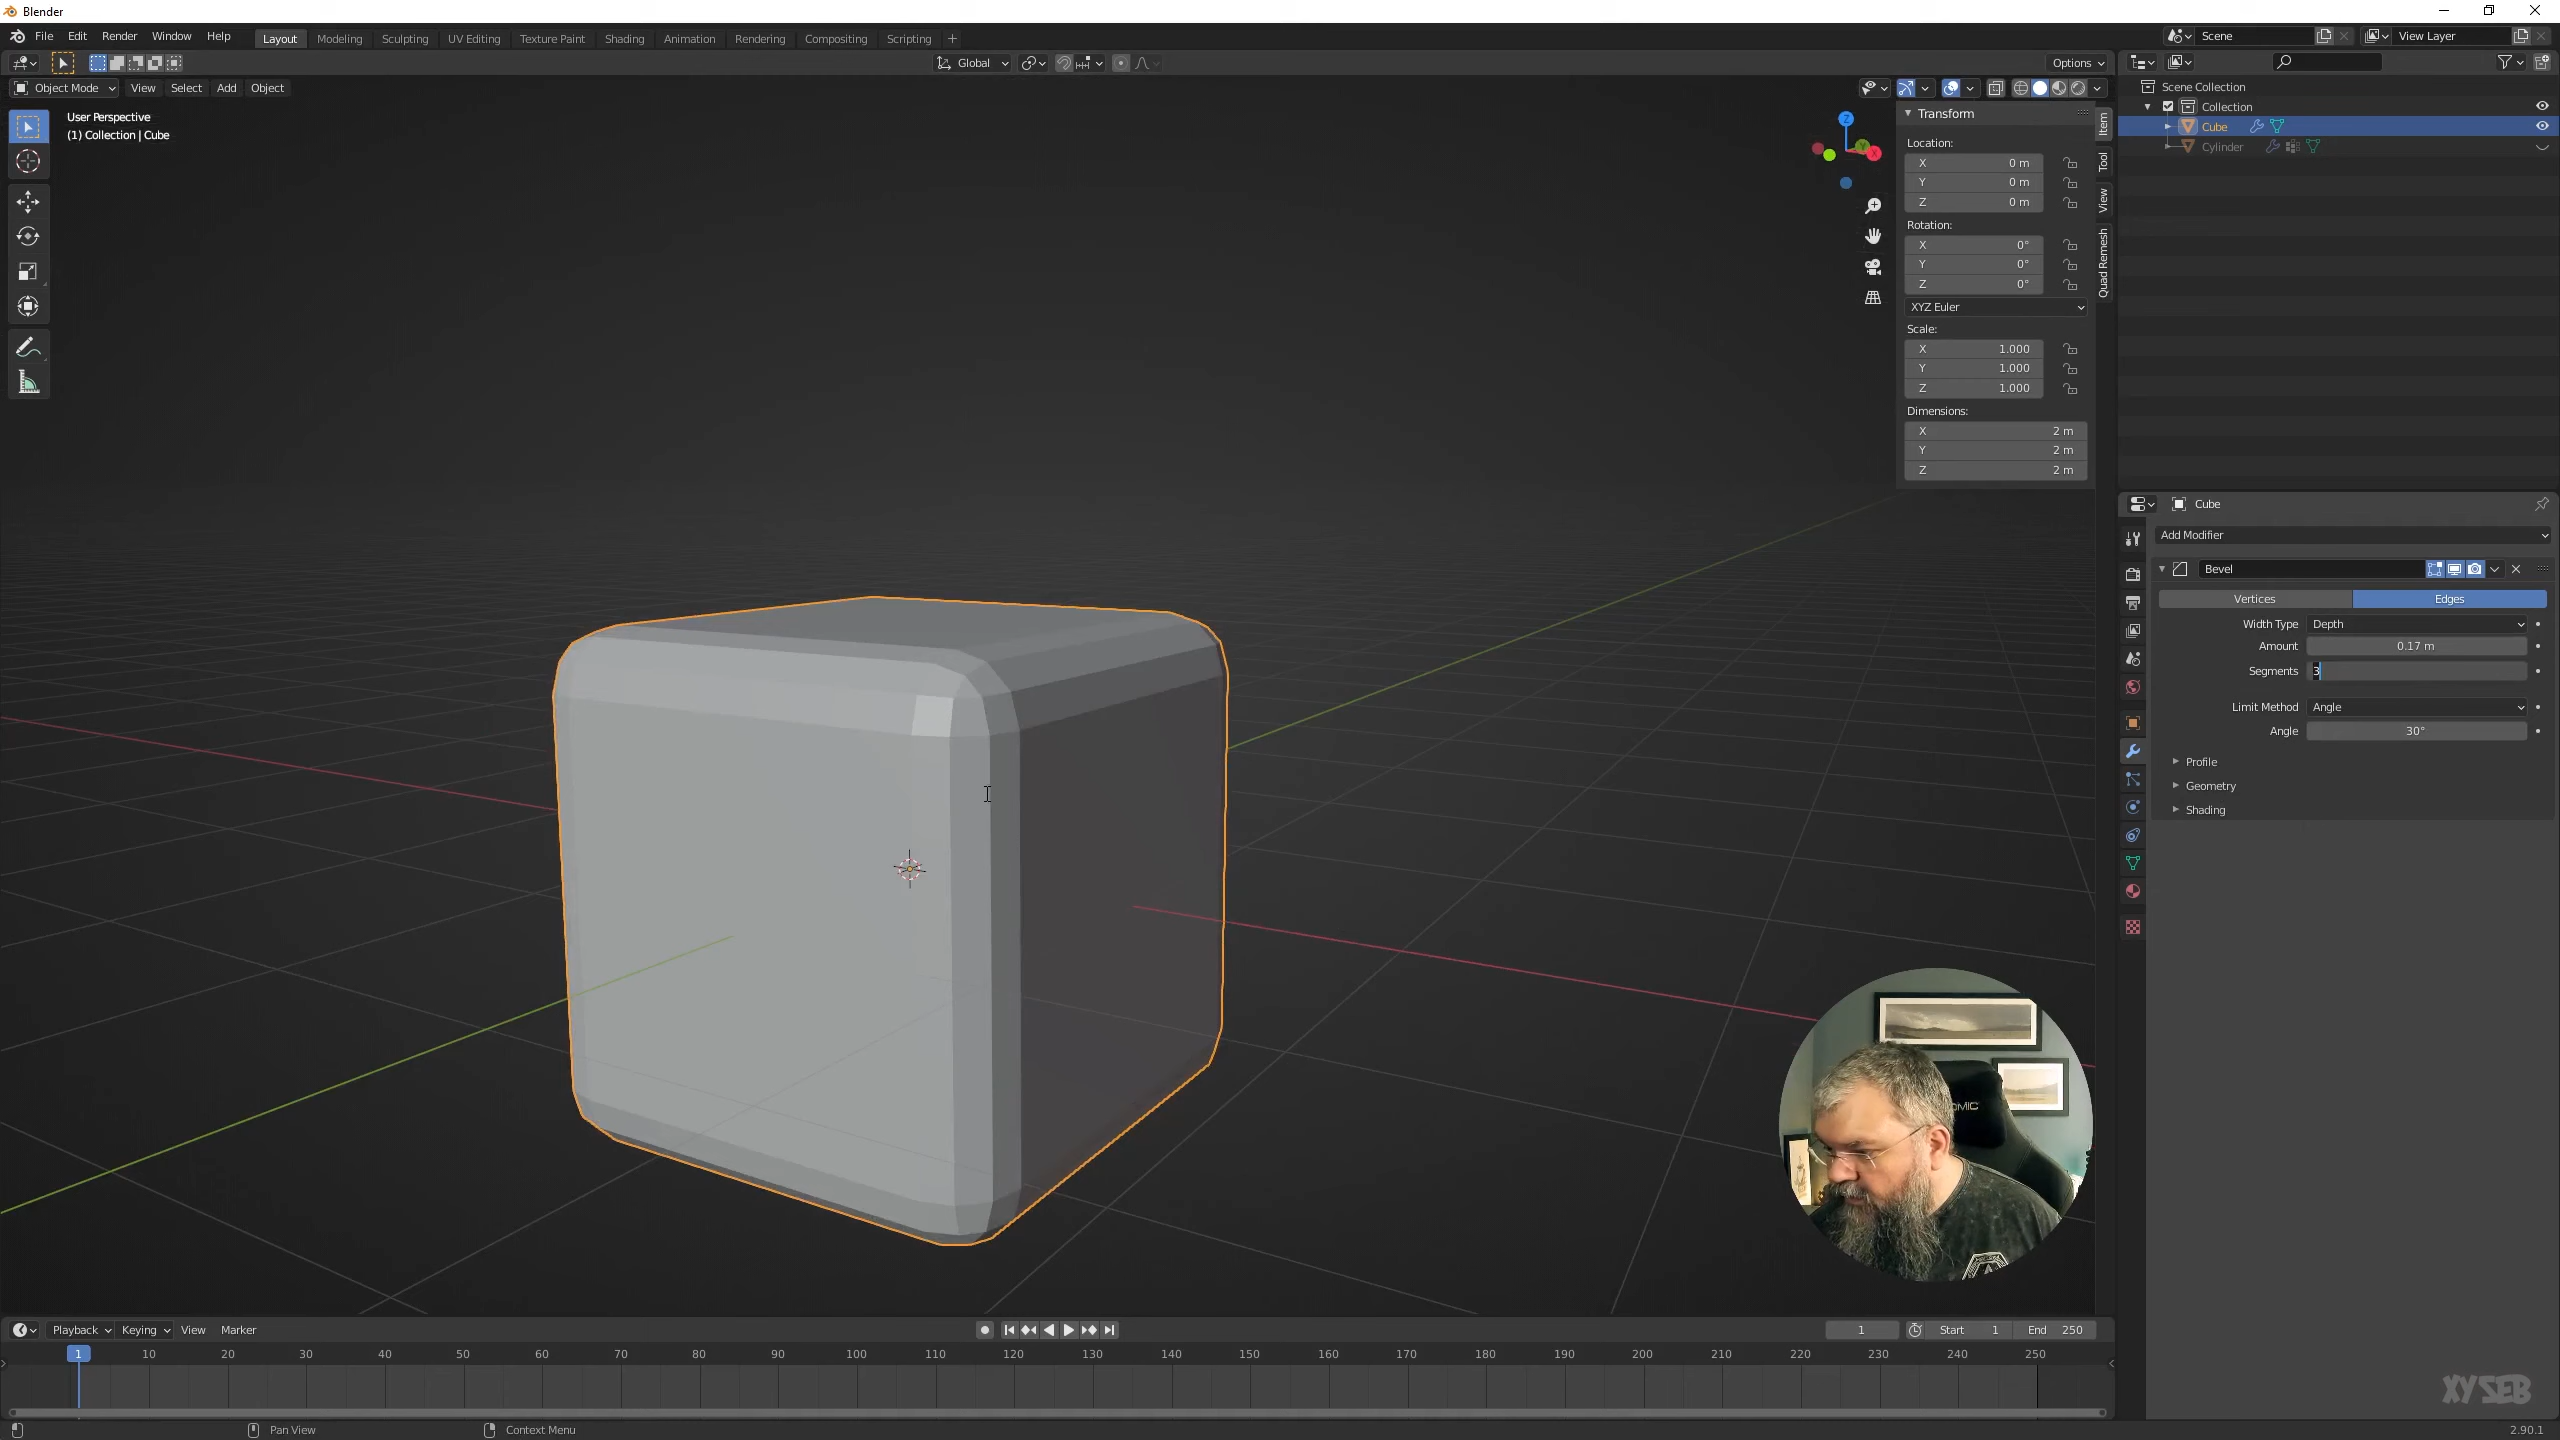 Blender
File Edit Render Window Help Layout Modeling Sculpting UV Editing Texture Paint Shading Animation Rendering Compositing Scripting + Scene View Layer
Global Options
Object Mode View Select Add Object
User Perspective
(1) Collection | Cube
Z
Y
X
Transform
Location:
X 0 m
Y 0 m
Z 0 m
Rotation:
X 0°
Y 0°
Z 0°
XYZ Euler
Scale:
X 1.000
Y 1.000
Z 1.000
Dimensions:
X 2 m
Y 2 m
Z 2 m
Item
Tool
View
Quad Remesh
Scene Collection
Collection
Cube
Cylinder
Cube
Add Modifier
Bevel
Vertices Edges
Width Type Depth
Amount 0.17 m
Segments 3
Limit Method Angle
Angle 30°
Profile
Geometry
Shading
Playback Keying View Marker 1 Start 1 End 250
1 10 20 30 40 50 60 70 80 90 100 110 120 130 140 150 160 170 180 190 200 210 220 230 240 250
XYSEB
Pan View Context Menu 2.90.1